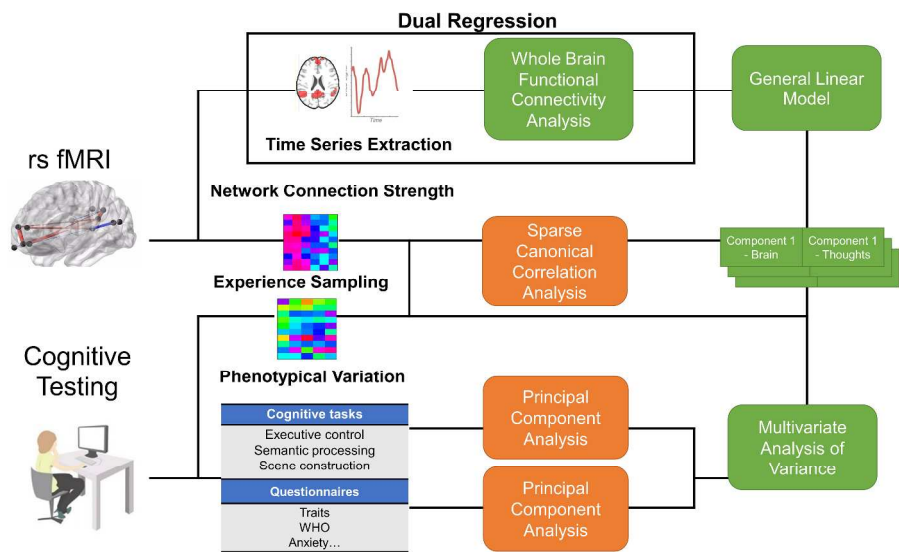 Dual Regression
Time
Time Series Extraction
Whole Brain
Functional
Connectivity
Analysis
General Linear
Model
rs fMRI
Network Connection Strength
Experience Sampling
Sparse
Canonical
Correlation
Analysis
Component 1
- Brain
Component 1
- Thoughts
Cognitive
Testing
Phenotypical Variation
Cognitive tasks
Executive control
Semantic processing
Scene construction
Questionnaires
Traits
WHO
Anxiety…
Principal
Component
Analysis
Principal
Component
Analysis
Multivariate
Analysis of
Variance